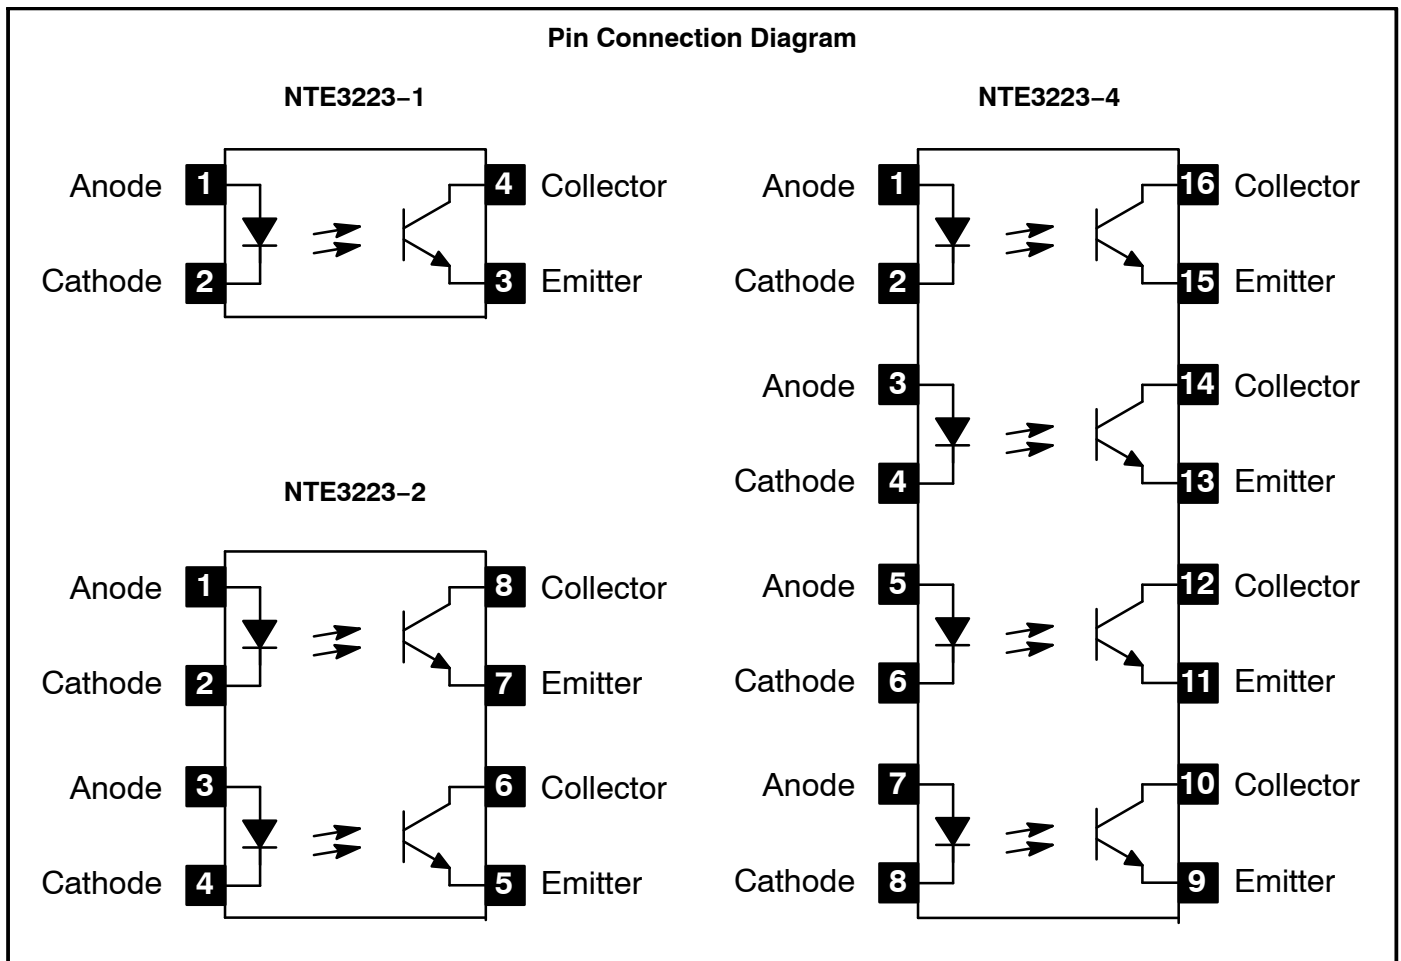 Pin Connection Diagram
NTE3223–1
Anode 1 4 Collector
Cathode 2 3 Emitter
NTE3223–2
Anode 1 8 Collector
Cathode 2 7 Emitter
Anode 3 6 Collector
Cathode 4 5 Emitter
NTE3223–4
Anode 1 16 Collector
Cathode 2 15 Emitter
Anode 3 14 Collector
Cathode 4 13 Emitter
Anode 5 12 Collector
Cathode 6 11 Emitter
Anode 7 10 Collector
Cathode 8 9 Emitter